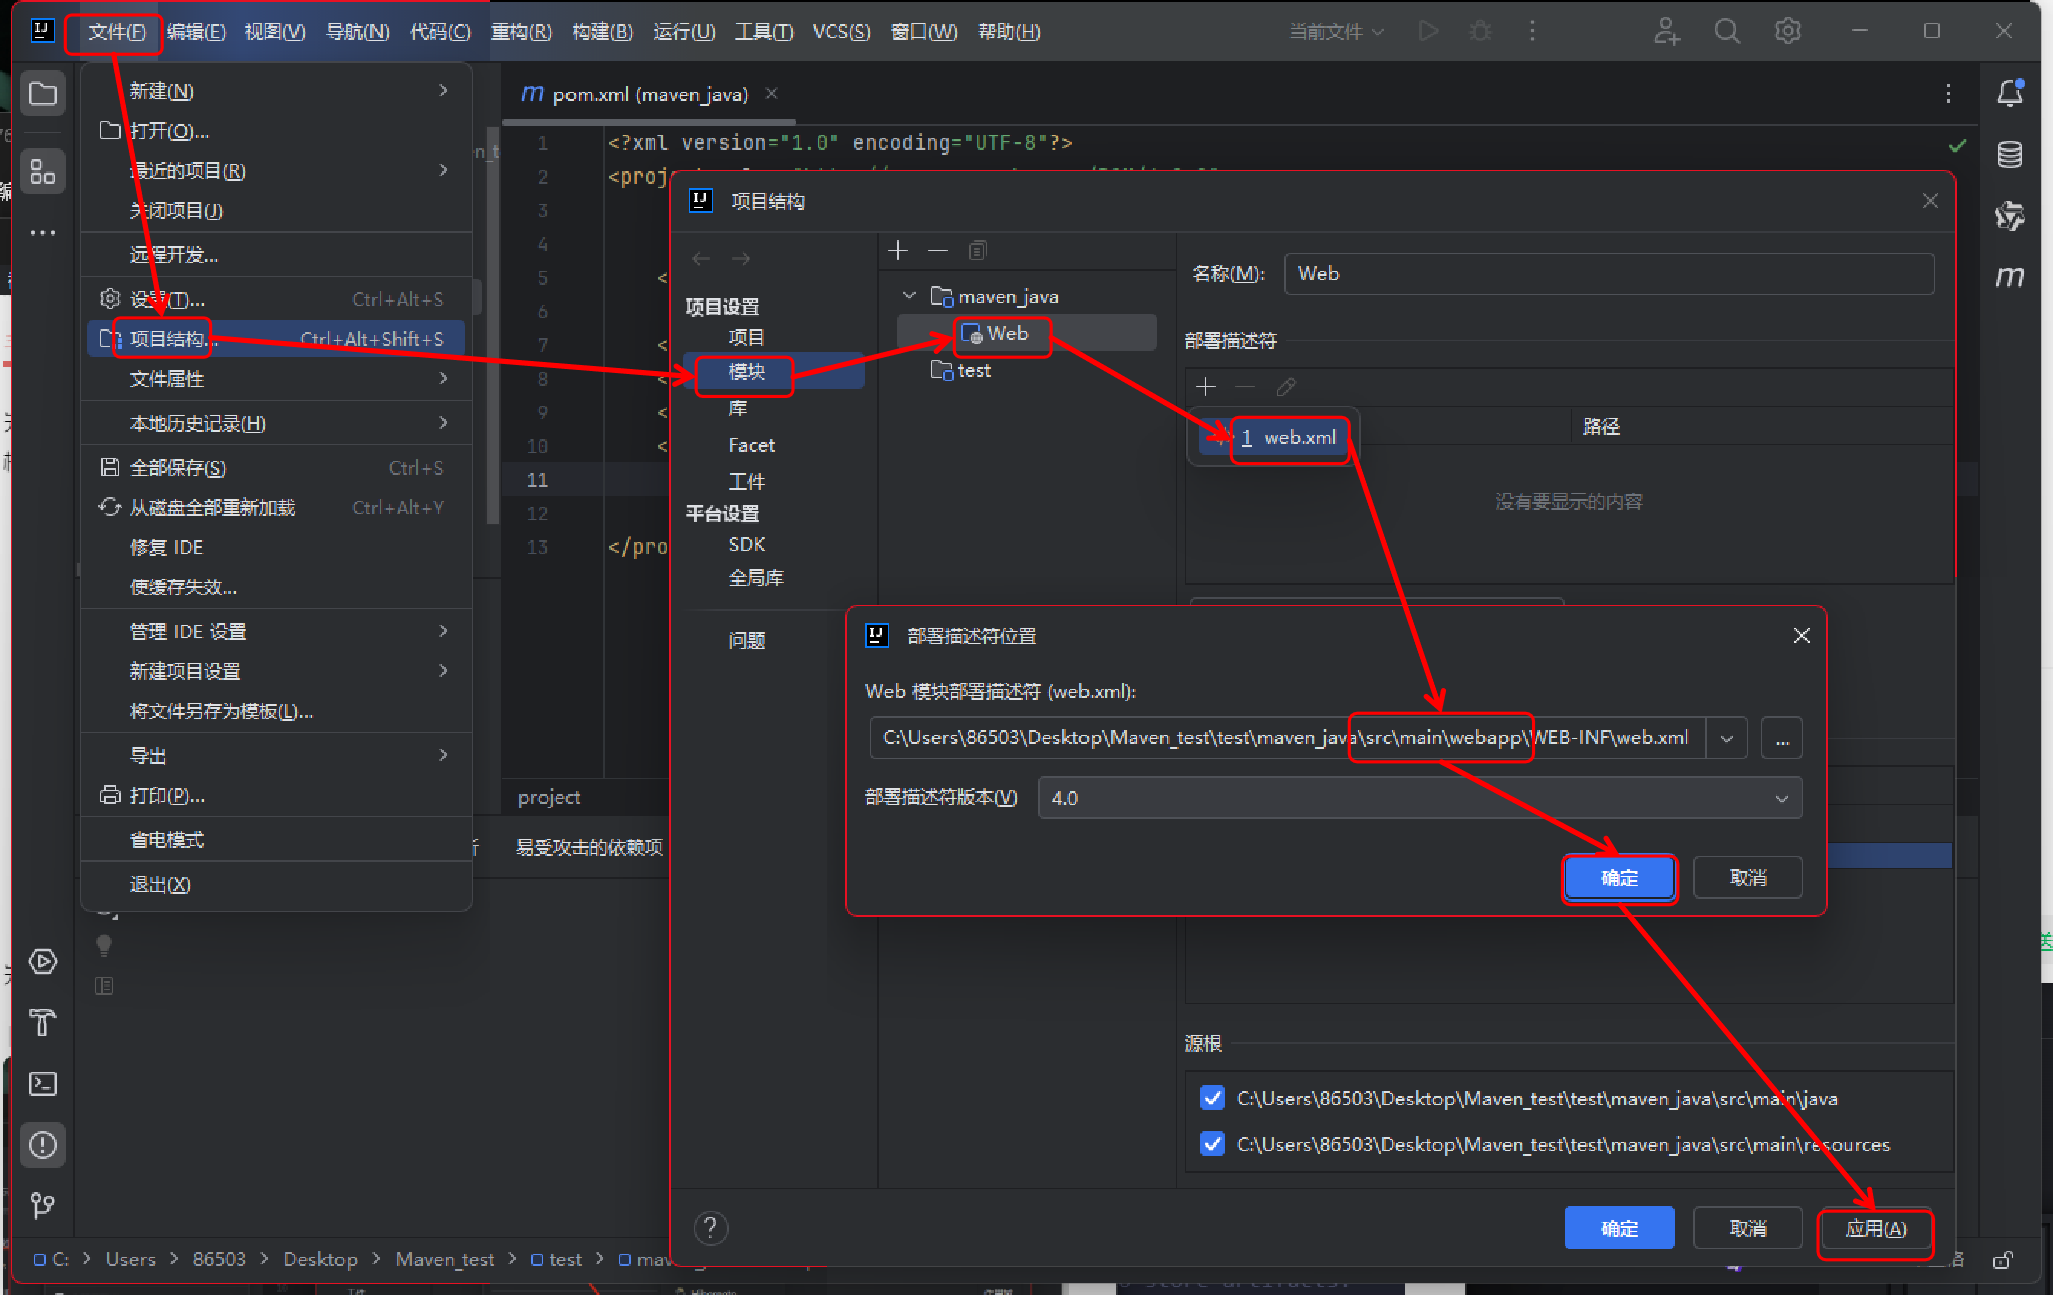 文件(F) 编辑(E) 视图(V) 导航(N) 代码(C) 重构(R) 构建(B) 运行(U) 工具(T) VCS(S) 窗口(W) 帮助(H) 当前文件
新建(N)
打开(O)...
最近的项目(R)
关闭项目(J)
远程开发...
设置(T)... Ctrl+Alt+S
项目结构... Ctrl+Alt+Shift+S
文件属性
本地历史记录(H)
全部保存(S) Ctrl+S
从磁盘全部重新加载 Ctrl+Alt+Y
修复 IDE
使缓存失效...
管理 IDE 设置
新建项目设置
将文件另存为模板(L)...
导出
打印(P)...
省电模式
退出(X)
pom.xml (maven_java)
1 <?xml version="1.0" encoding="UTF-8"?>
2 <proj
3
4
5 <
6
7 <
8 <
9 <
10 <
11
12
13 </pro
project
易受攻击的依赖项
项目结构
项目设置
项目
模块
库
Facet
工件
平台设置
SDK
全局库
问题
maven_java
Web
test
名称(M): Web
部署描述符
1 web.xml
路径
没有要显示的内容
部署描述符位置
Web 模块部署描述符 (web.xml):
C:\Users\86503\Desktop\Maven_test\test\maven_java\src\main\webapp\WEB-INF\web.xml
...
部署描述符版本(V) 4.0
确定 取消
源根
C:\Users\86503\Desktop\Maven_test\test\maven_java\src\main\java
C:\Users\86503\Desktop\Maven_test\test\maven_java\src\main\resources
? 确定 取消 应用(A)
C: > Users > 86503 > Desktop > Maven_test > test > mav